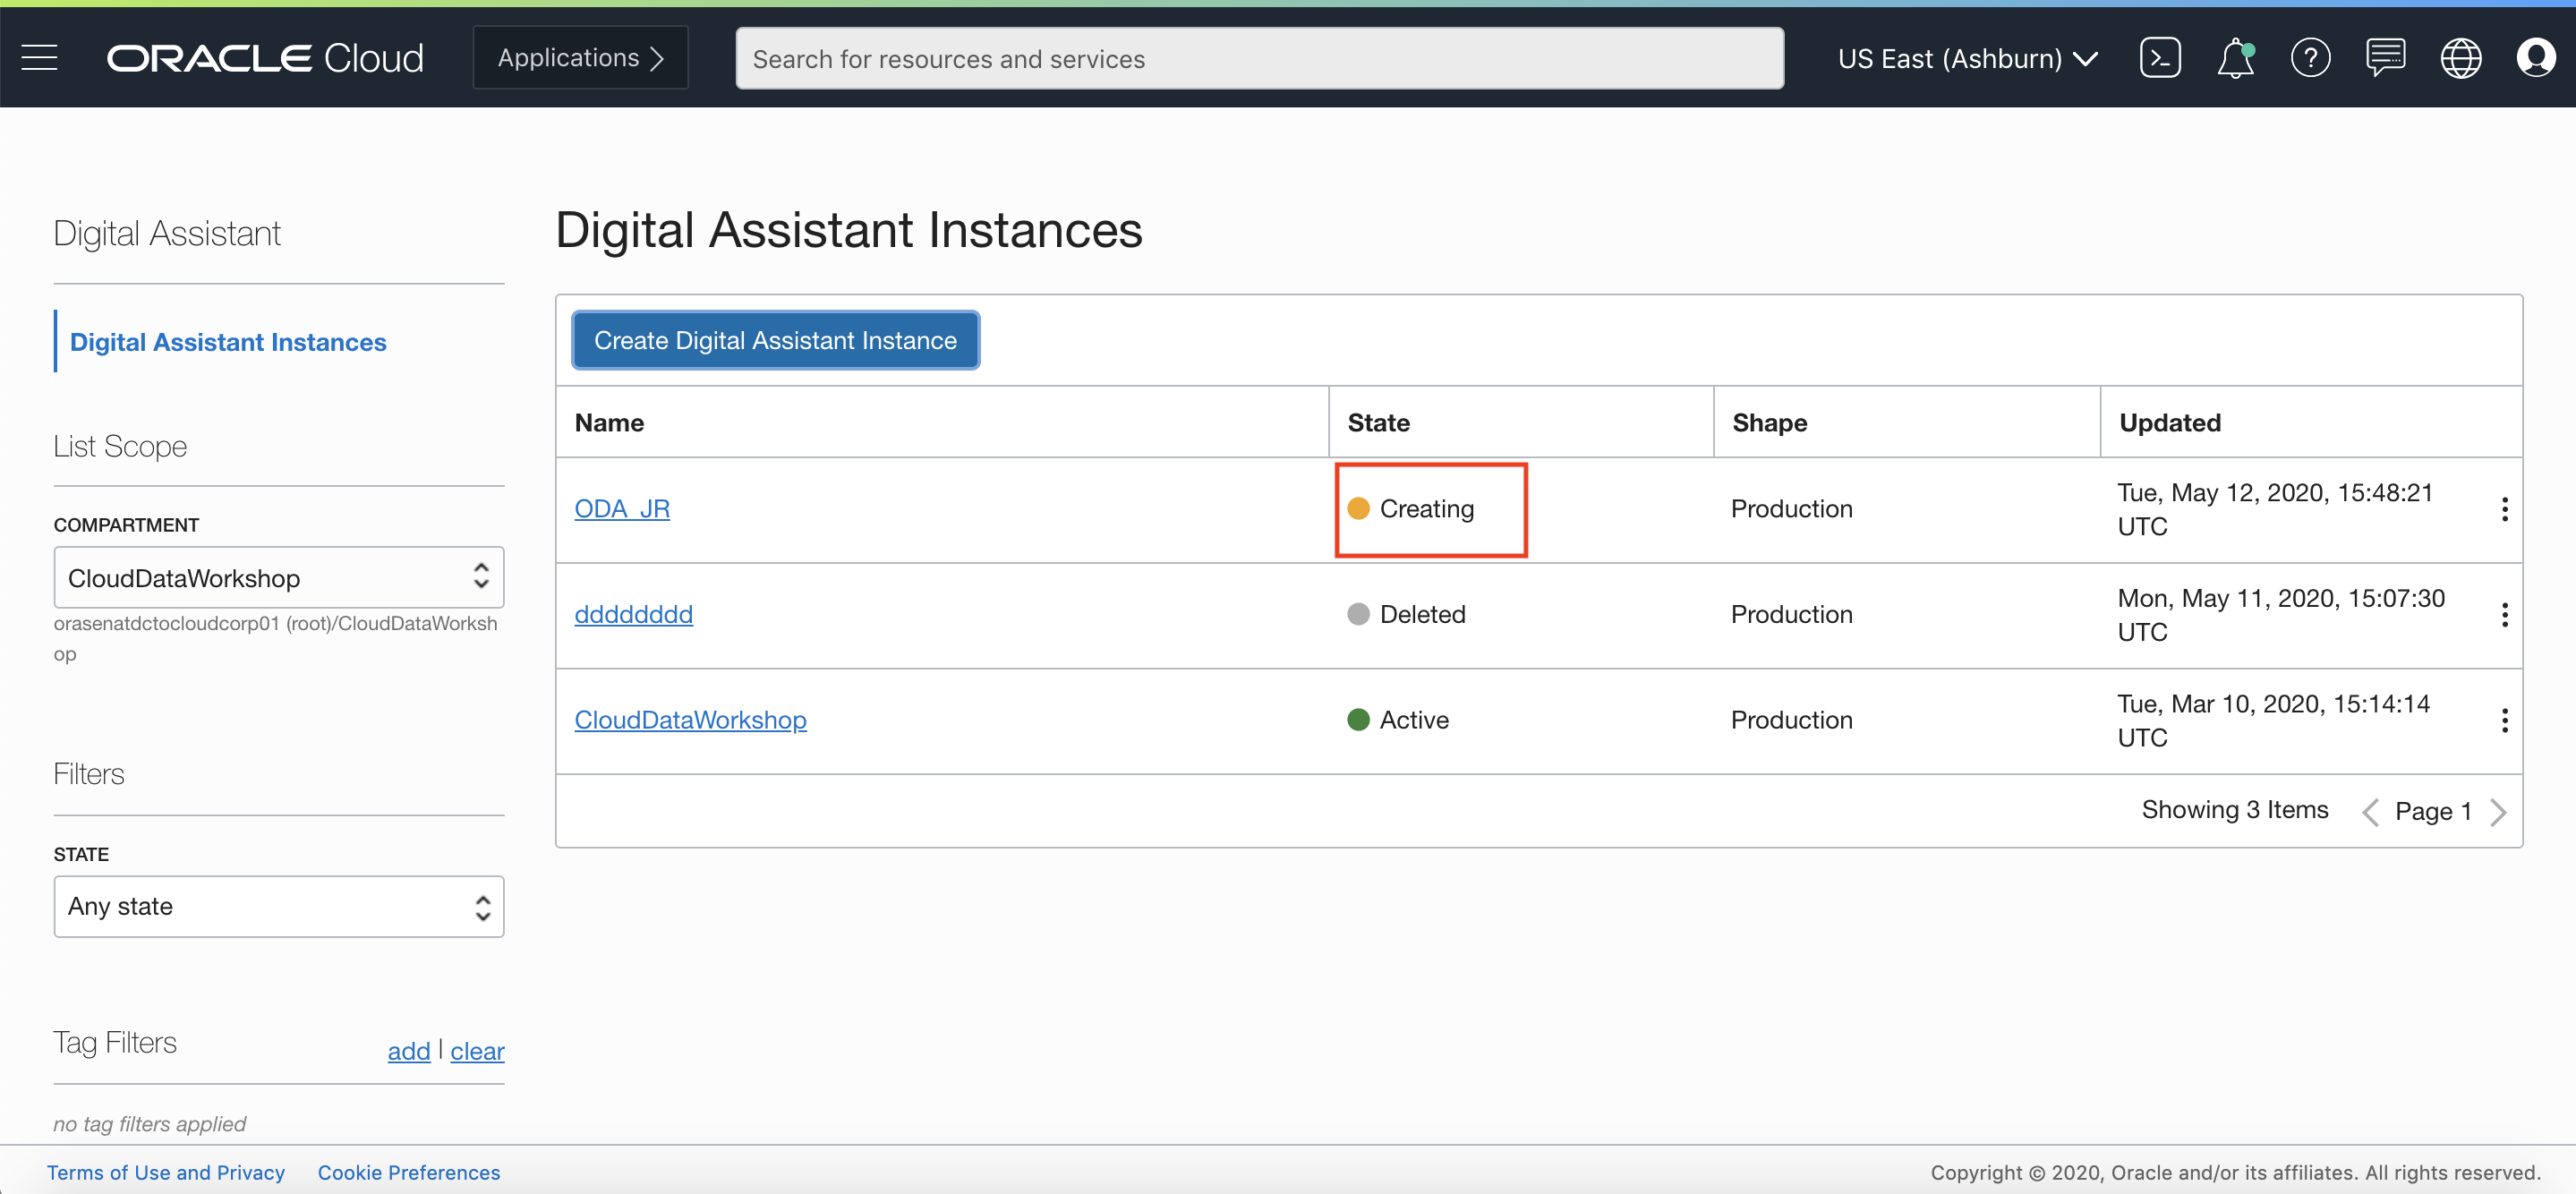 ORACLE Cloud
Applications
Search for resources and services
US East (Ashburn)
Digital Assistant
Digital Assistant Instances
List Scope
COMPARTMENT
CloudDataWorkshop
orasenatdctocloudcorp01 (root)/CloudDataWorksh
op
Filters
STATE
Any state
Tag Filters
add | clear
no tag filters applied
Digital Assistant Instances
Create Digital Assistant Instance
Name State Shape Updated
ODA_JR Creating Production Tue, May 12, 2020, 15:48:21
UTC
dddddddd Deleted Production Mon, May 11, 2020, 15:07:30
UTC
CloudDataWorkshop Active Production Tue, Mar 10, 2020, 15:14:14
UTC
Showing 3 Items Page 1
Terms of Use and Privacy Cookie Preferences
Copyright © 2020, Oracle and/or its affiliates. All rights reserved.